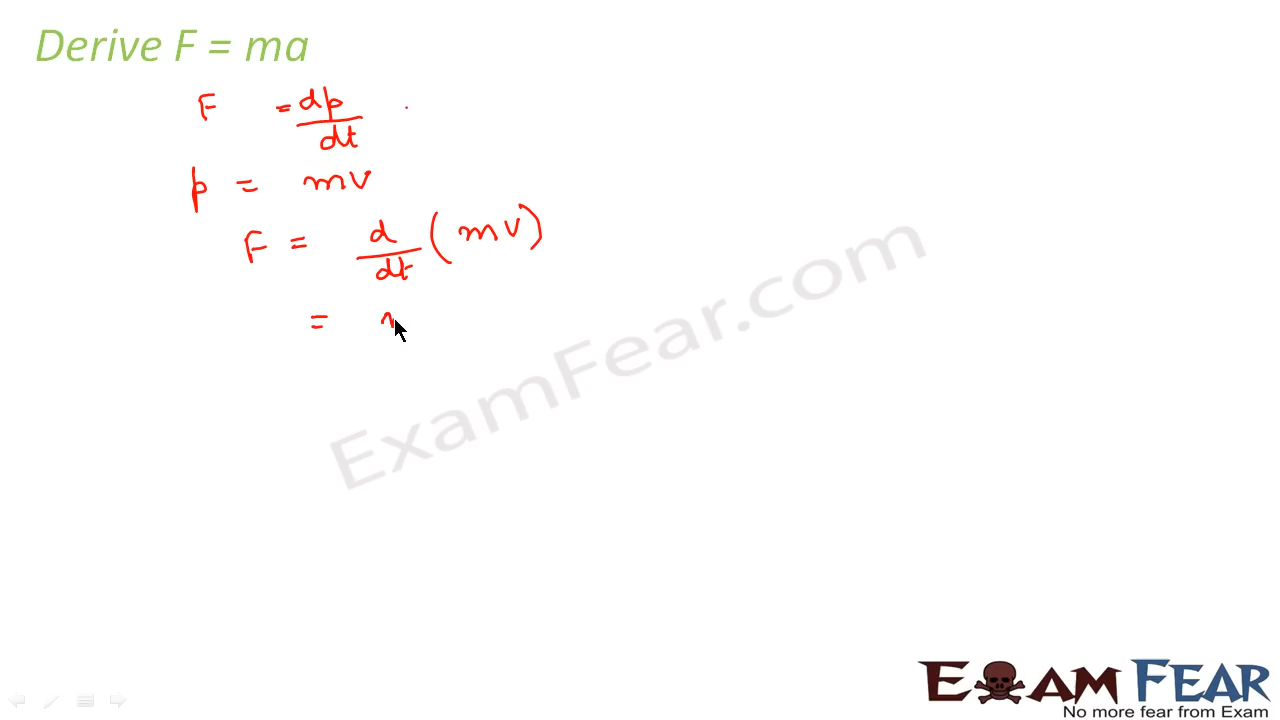 Derive F = ma
F = dp/dt
p = mv
F = d/dt (mv)
=
ExamFear.com
EXAM FEAR
No more fear from Exam